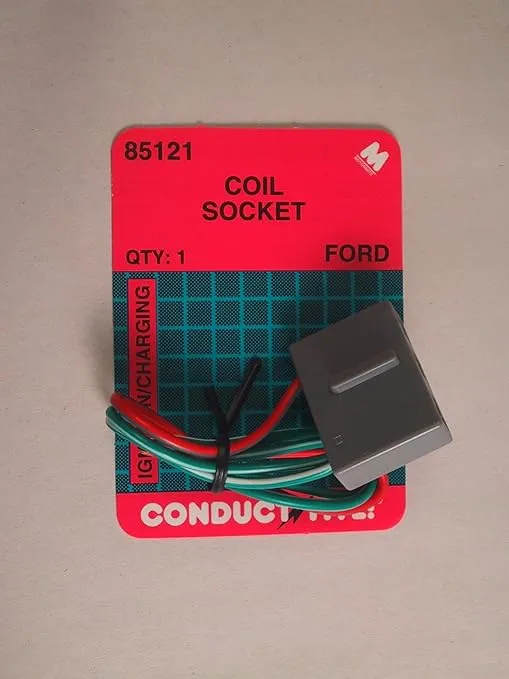 85121
M
COIL
SOCKET
QTY: 1
FORD
CONDUCT